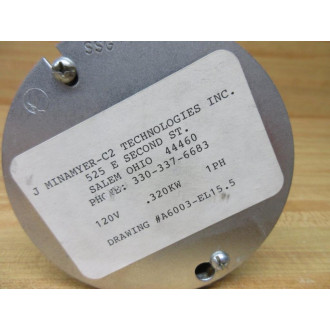 SS
J MINAMYER-C2 TECHNOLOGIES INC.
525 E SECOND ST.
SALEM OHIO 44460
PHONE: 330-337-6683
120V .320KW 1PH
DRAWING #A6003-EL15.5